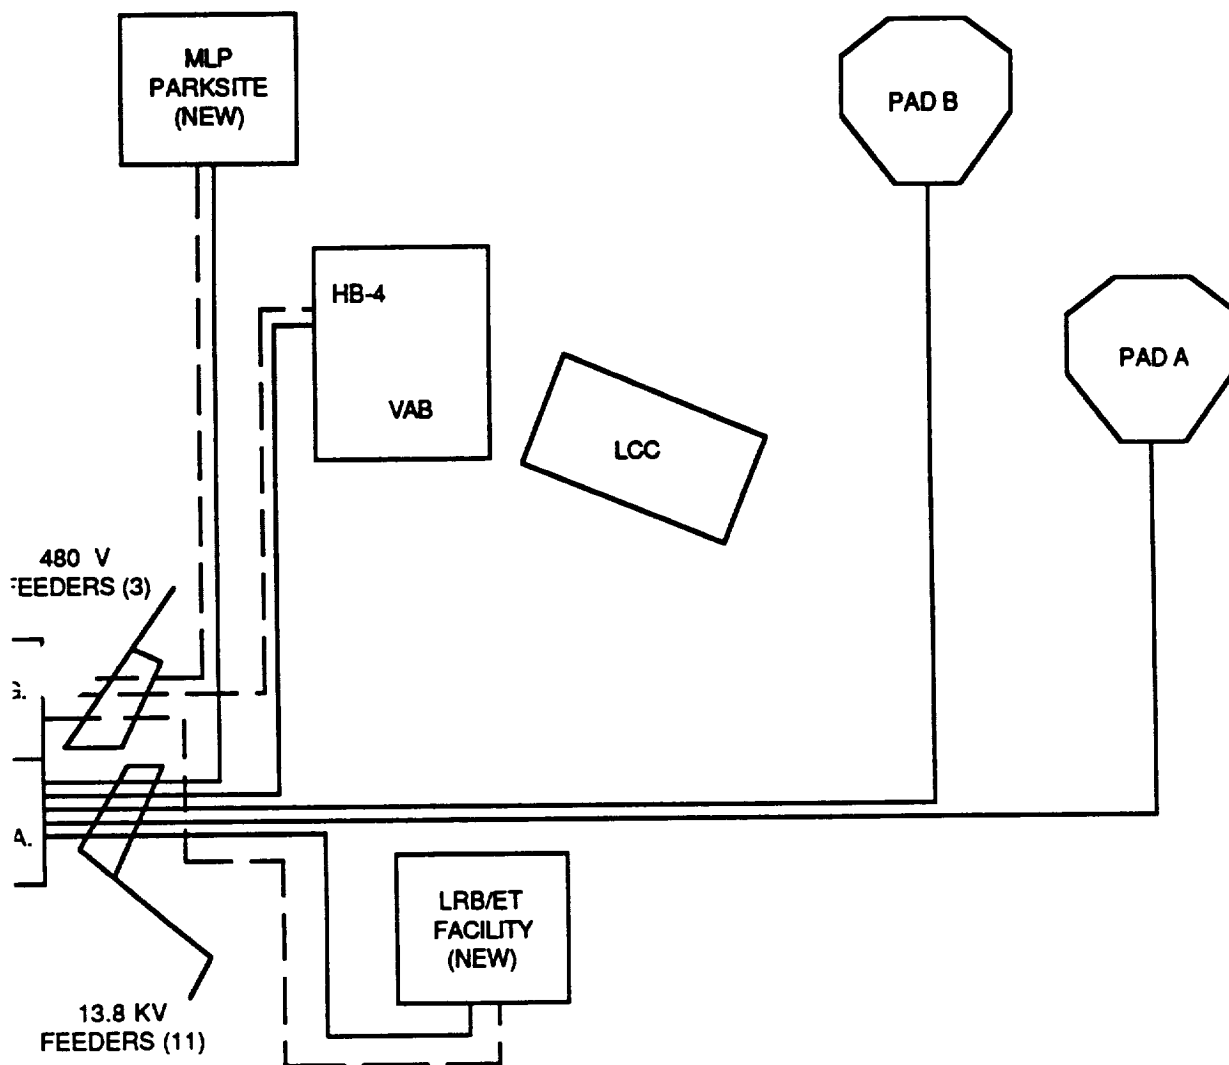 MLP
PARKSITE
(NEW)
PAD B
HB-4
VAB
LCC
PAD A
480 V
FEEDERS (3)
G.
A.
LRB/ET
FACILITY
(NEW)
13.8 KV
FEEDERS (11)